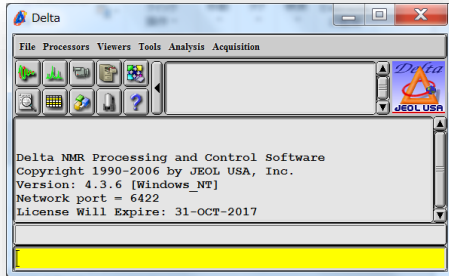 Delta
File Processors Viewers Tools Analysis Acquisition
Delta
JEOL USA
Delta NMR Processing and Control Software
Copyright 1990-2006 by JEOL USA, Inc.
Version: 4.3.6 [Windows_NT]
Network port = 6422
License Will Expire: 31-OCT-2017